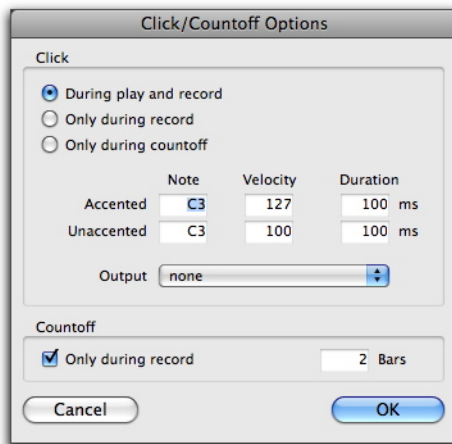 Click/Countoff Options
Click
During play and record
Only during record
Only during countoff
Note Velocity Duration
Accented C3 127 100 ms
Unaccented C3 100 100 ms
Output none
Countoff
Only during record 2 Bars
Cancel OK